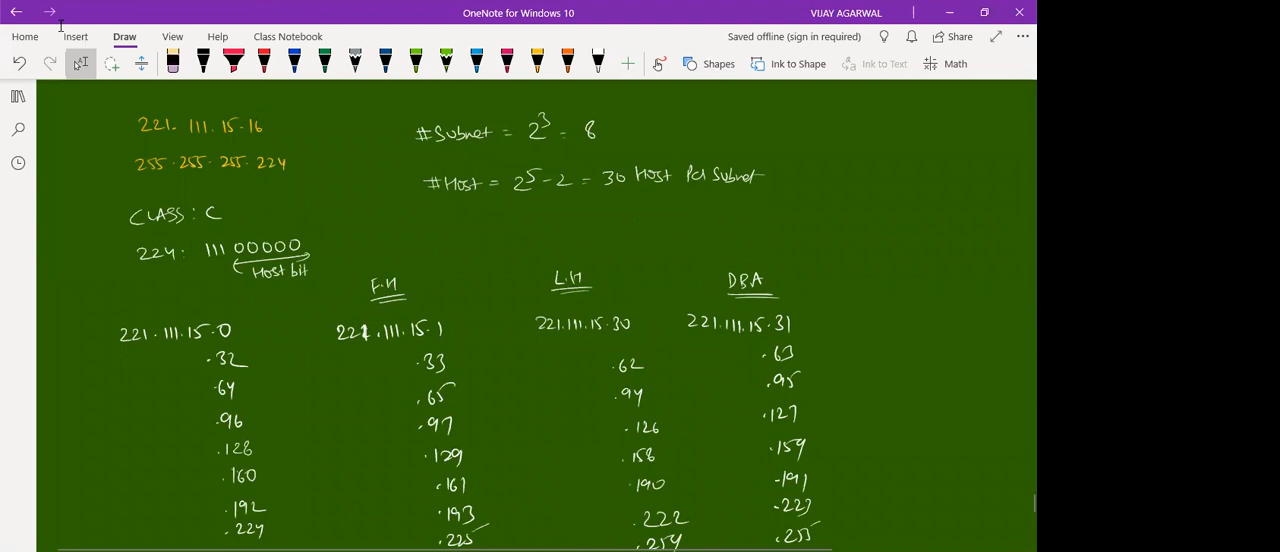 OneNote for Windows 10
VIJAY AGARWAL
Home Insert Draw View Help Class Notebook
Saved offline (sign in required) Share
Shapes Ink to Shape Ink to Text Math
221. 111. 15. 16
255. 255. 255. 224
#Subnet = 2^3 = 8
#Host = 2^5 - 2 = 30 Host Per Subnet
CLASS: C
224: 111 00000
Host bit
F.H L.H DBA
221.111.15.0 221.111.15.1 221.111.15.30 221.111.15.31
.32 .33 .62 .63
.64 .65 .94 .95
.96 .97 .126 .127
.128 .129 .158 .159
.160 .161 .190 .191
.192 .193 .222 .223
.224 .225 .254 .255